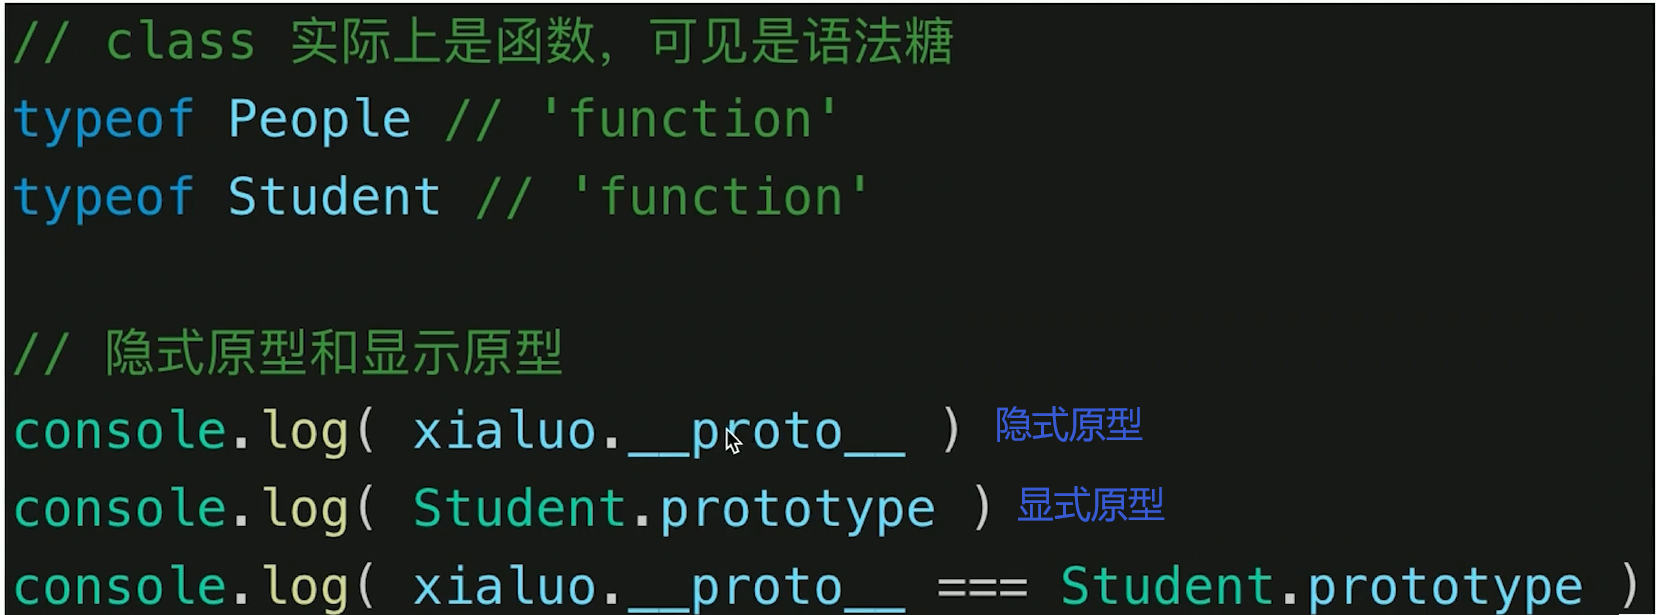 // class 实际上是函数，可见是语法糖
typeof People // 'function'
typeof Student // 'function'
// 隐式原型和显示原型
console.log( xialuo.__proto__ ) 隐式原型
console.log( Student.prototype ) 显式原型
console.log( xialuo.__proto__ === Student.prototype )